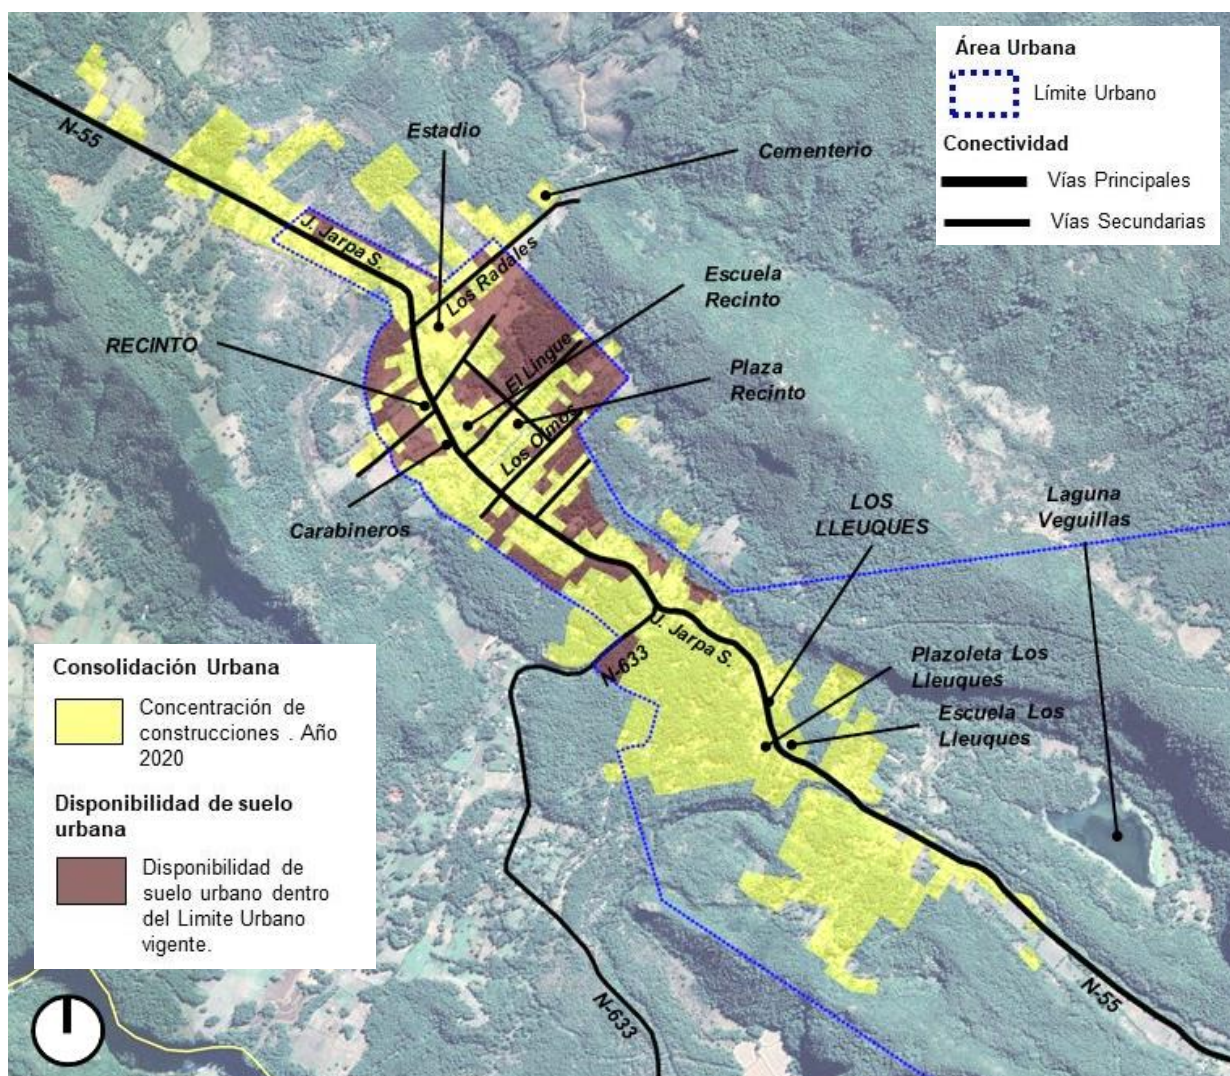 Área Urbana
Límite Urbano
Conectividad
Vías Principales
Vías Secundarias
N-55
Estadio
Cementerio
J. Jarpa S.
Los Radales
Escuela
Recinto
RECINTO
El Lingue
Plaza
Recinto
Los Olmos
Carabineros
LOS
LLEUQUES
Laguna
Veguillas
J. Jarpa S.
N-633
Plazoleta Los
Lleuques
Escuela Los
Lleuques
Consolidación Urbana
Concentración de
construcciones . Año
2020
Disponibilidad de suelo
urbana
Disponibilidad de
suelo urbano dentro
del Limite Urbano
vigente.
N-633
N-55